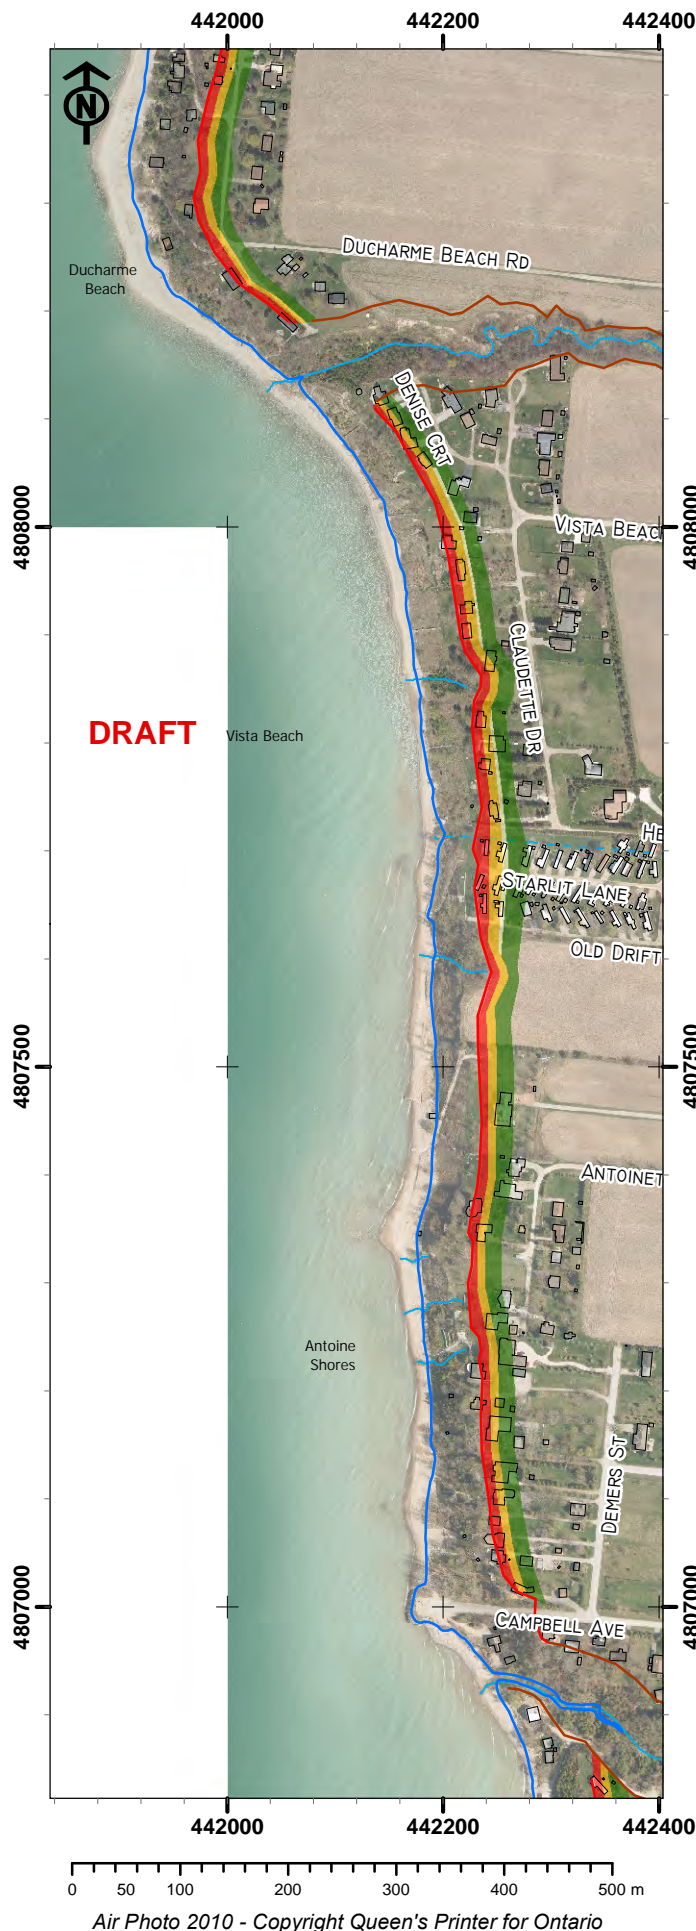 442000 442200 442400
N
DUCHARME BEACH RD
Ducharme
Beach
DENISE CRT
4808000 4808000
VISTA BEAC
CLAUDETTE DR
DRAFT
Vista Beach
HE
STARLIT LANE
OLD DRIFT
4807500 4807500
ANTOINET
Antoine
Shores
DEMERS ST
4807000 4807000
CAMPBELL AVE
442000 442200 442400
0 50 100 200 300 400 500 m
Air Photo 2010 - Copyright Queen's Printer for Ontario